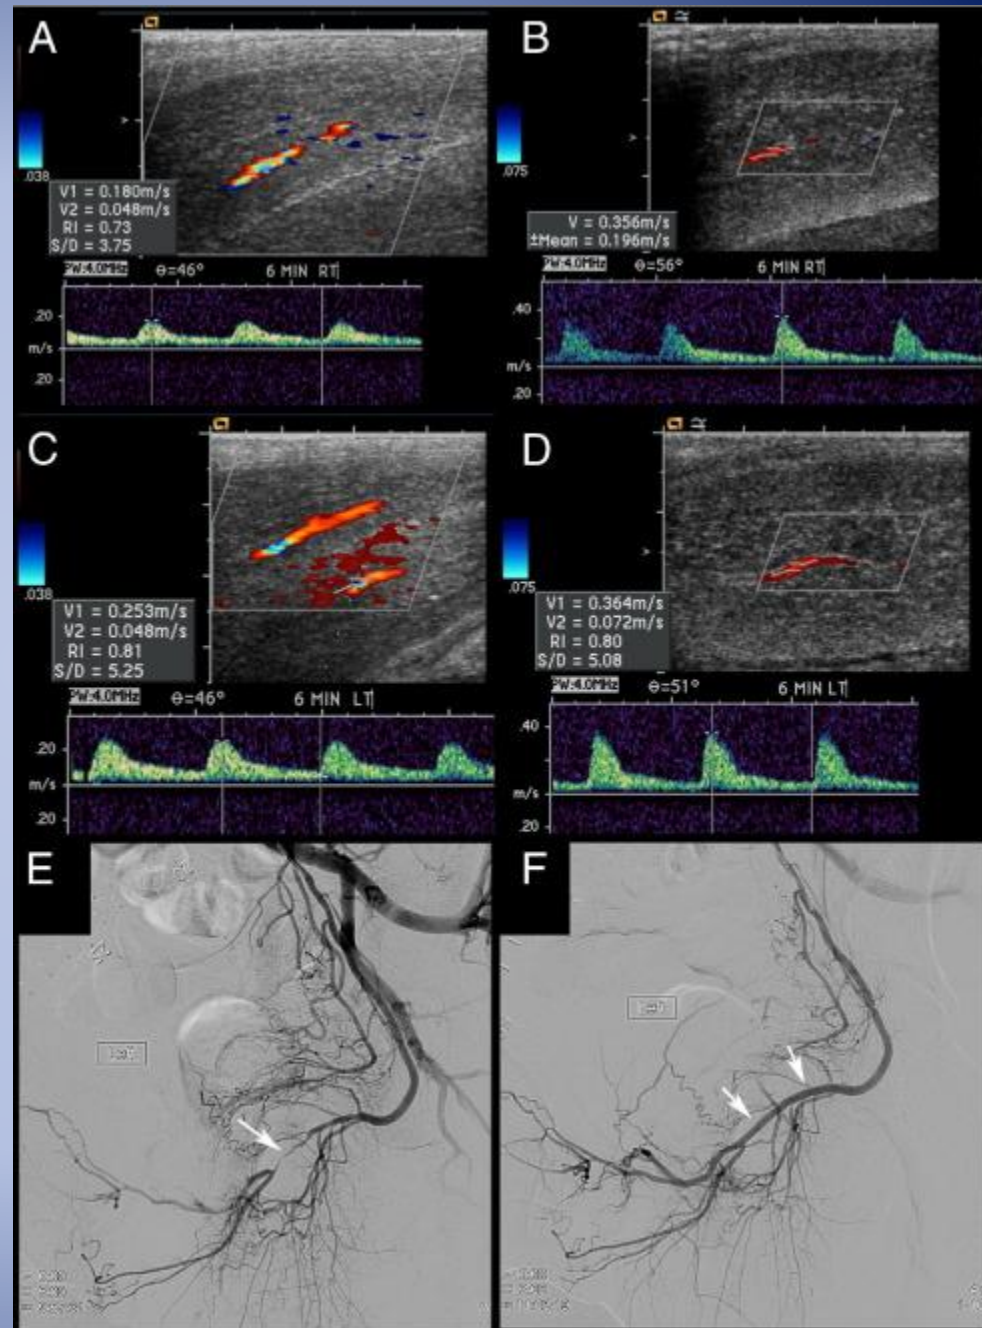 A
.038
V1 = 0.180m/s
V2 = 0.048m/s
RI = 0.73
S/D = 3.75
PW:4.0MHz θ=46° 6 MIN RT
.20
m/s
.20
B
.075
V = 0.356m/s
±Mean = 0.196m/s
PW:4.0MHz θ=56° 6 MIN RT
.40
m/s
.20
C
.038
V1 = 0.253m/s
V2 = 0.048m/s
RI = 0.81
S/D = 5.25
PW:4.0MHz θ=46° 6 MIN LT
.20
m/s
.20
D
.075
V1 = 0.364m/s
V2 = 0.072m/s
RI = 0.80
S/D = 5.08
PW:4.0MHz θ=51° 6 MIN LT
.40
m/s
.20
E
F